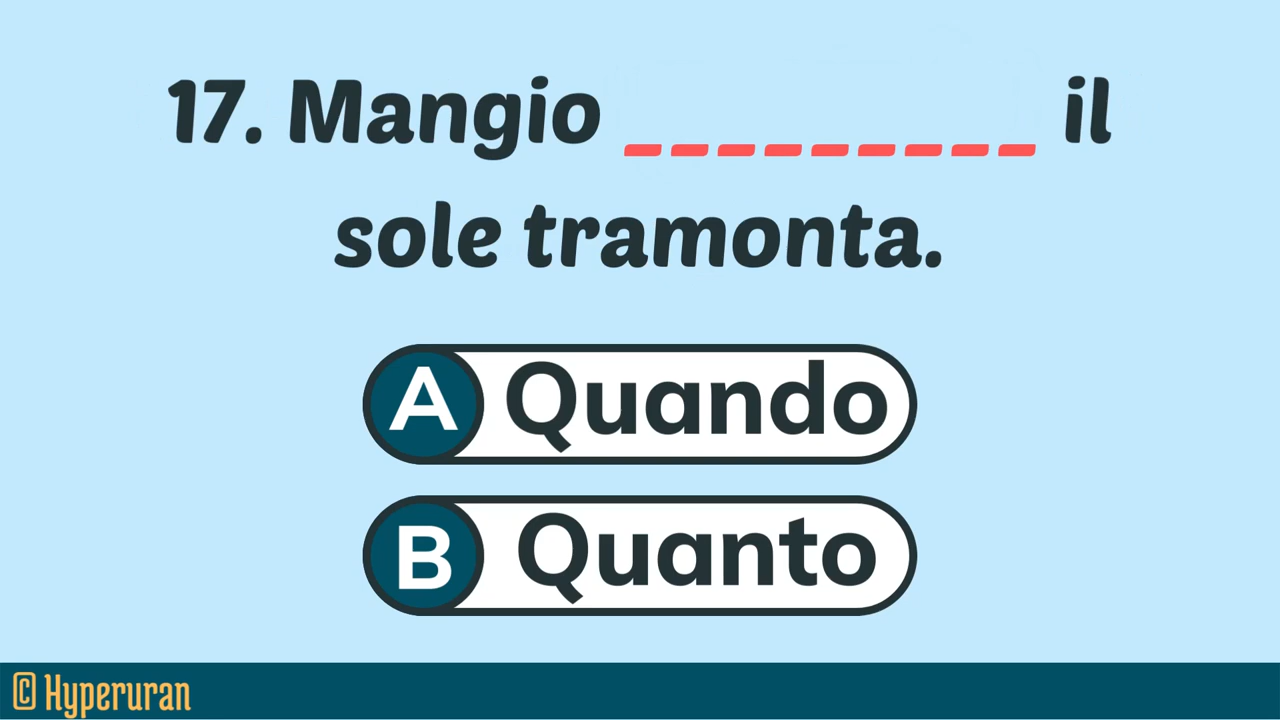 17. Mangio _________ il
sole tramonta.
A Quando
B Quanto
© Hyperuran